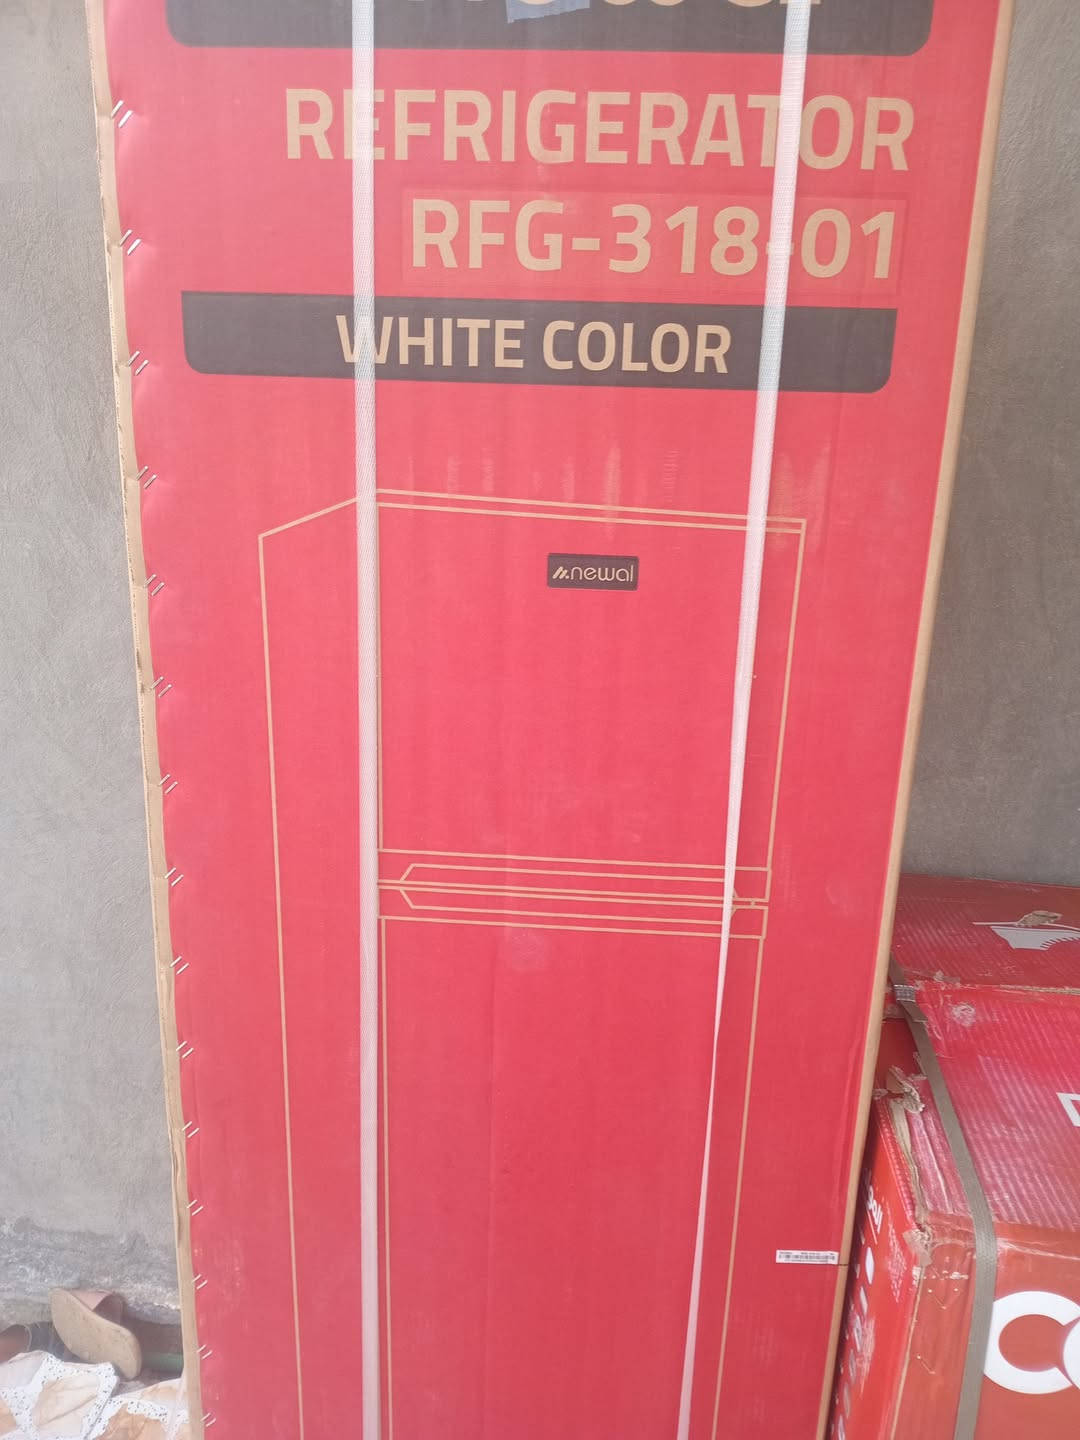 REFRIGERATOR
RFG-318-01
WHITE COLOR
newal